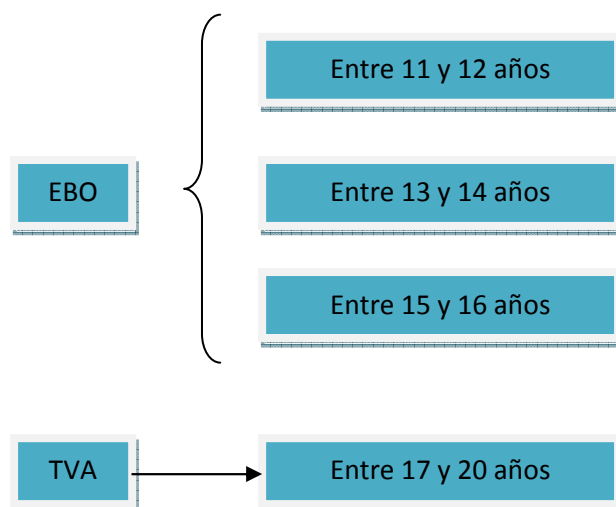 Entre 11 y 12 años
EBO
Entre 13 y 14 años
Entre 15 y 16 años
TVA
Entre 17 y 20 años